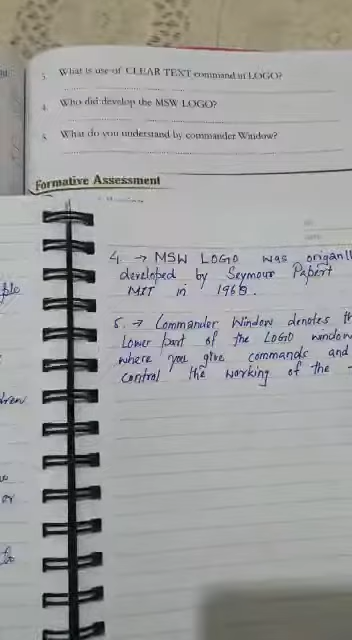 3. What is use of CLEAR TEXT command in LOGO?
4. Who did develop the MSW LOGO?
5. What do you understand by commander Window?
Formative Assessment
4. → MSW LOGO was origanll
developed by Seymour Papert
MIT in 1968.
5. → Commander Window denotes th
Lower part of the LOGO window
where you give commands and
control the working of the
dren
or